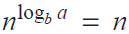 n^{\log_b a} = n